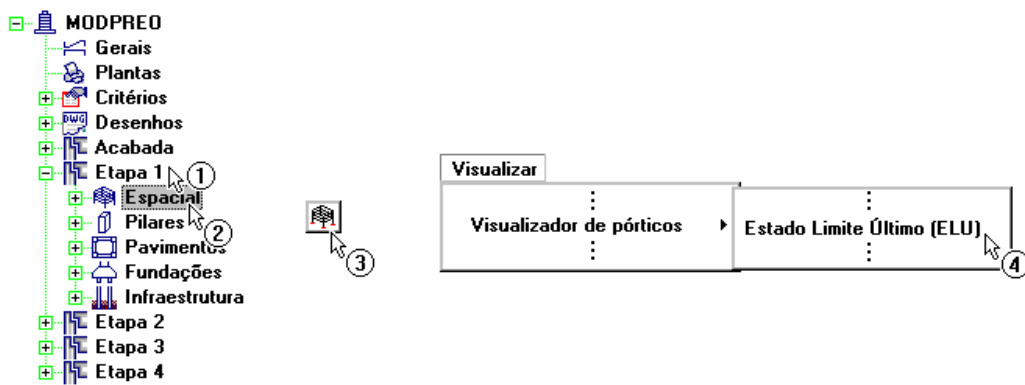 MODPREO
Gerais
Plantas
Critérios
DWG Desenhos
Acabada
Etapa 1 1
Espacial
Pilares 2
Pavimentos
Fundações
Infraestrutura
Etapa 2
Etapa 3
Etapa 4
3
Visualizar
Visualizador de pórticos
Estado Limite Último (ELU)
4